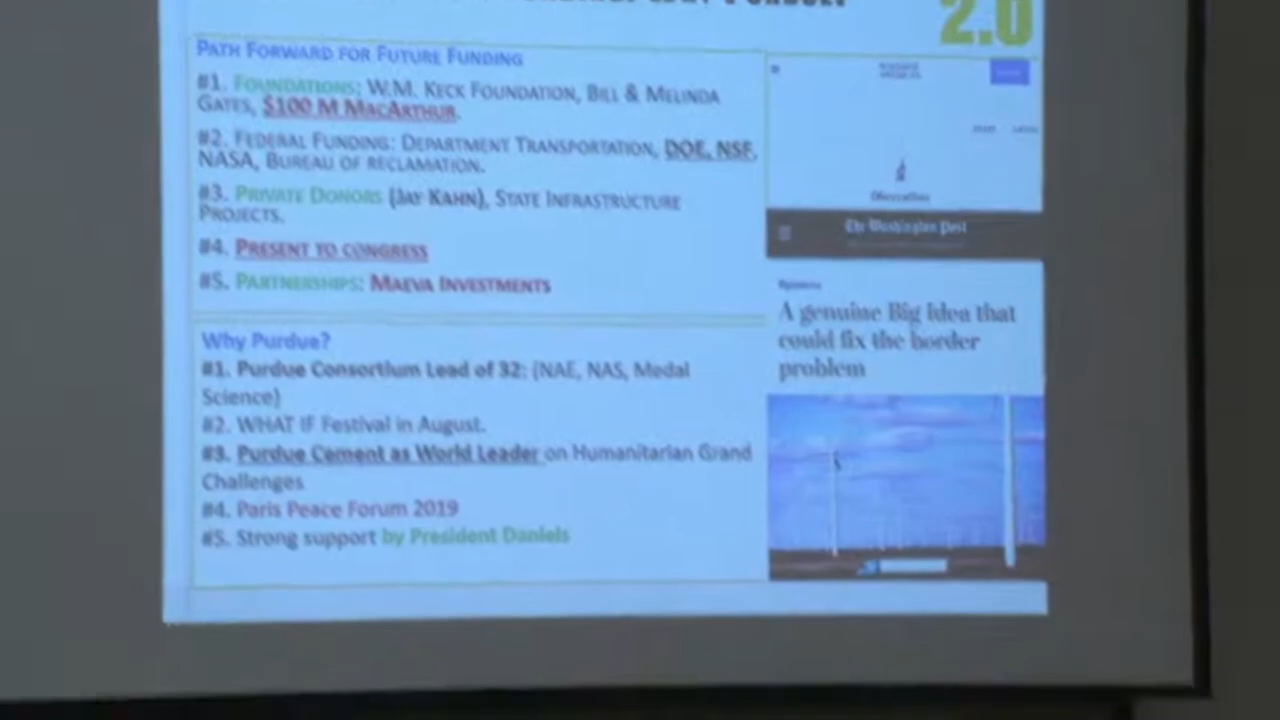 2.0
PATH FORWARD FOR FUTURE FUNDING
#1. FOUNDATIONS: W.M. KECK FOUNDATION, BILL & MELINDA
GATES, $100 M MACARTHUR.
#2. FEDERAL FUNDING: DEPARTMENT TRANSPORTATION, DOE, NSF,
NASA, BUREAU OF RECLAMATION.
#3. PRIVATE DONORS (JAY KAHN), STATE INFRASTRUCTURE
PROJECTS.
#4. PRESENT TO CONGRESS
#5. PARTNERSHIPS: MAEVA INVESTMENTS
Why Purdue?
#1. Purdue Consortium Lead of 32: (NAE, NAS, Medal
Science)
#2. WHAT IF Festival in August.
#3. Purdue Cement as World Leader on Humanitarian Grand
Challenges
#4. Paris Peace Forum 2019
#5. Strong support by President Daniels
Observations
The Washington Post
Opinions
A genuine Big Idea that
could fix the border
problem